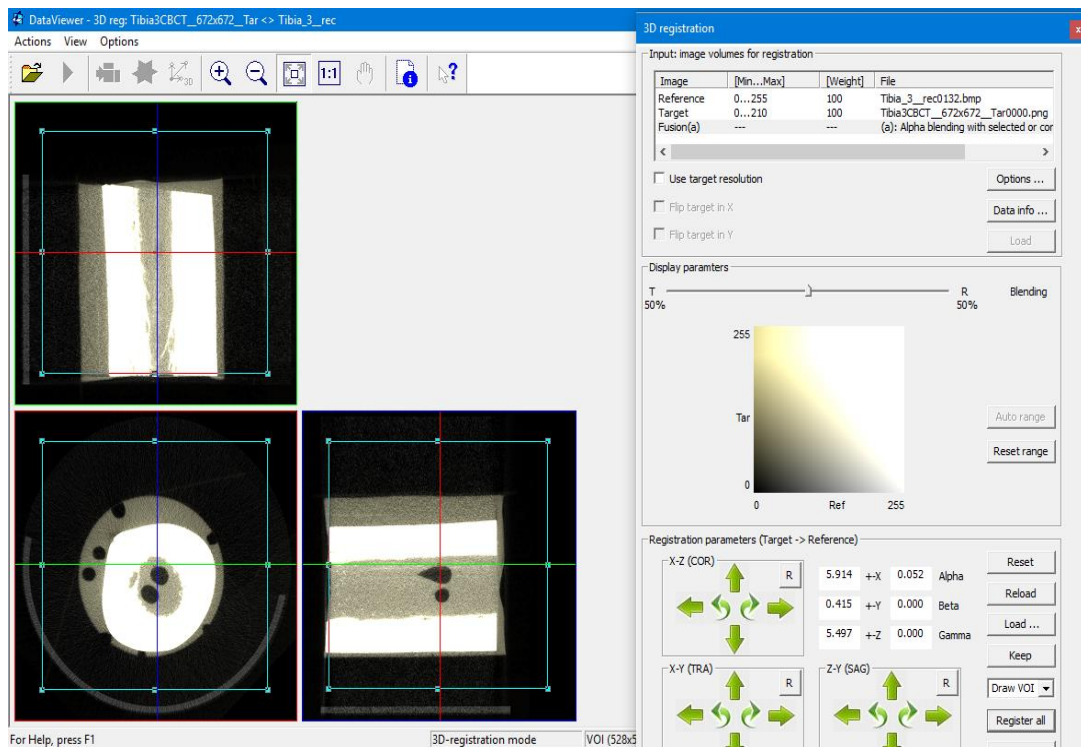 DataViewer - 3D reg: Tibia3CBCT__672x672__Tar <> Tibia_3__rec
Actions View Options
3D
1:1
?
3D registration
x
Input: image volumes for registration
Image [Min...Max] [Weight] File
Reference 0...255 100 Tibia_3__rec0132.bmp
Target 0...210 100 Tibia3CBCT__672x672__Tar0000.png
Fusion(a) --- --- (a): Alpha blending with selected or cor
Use target resolution
Options ...
Flip target in X
Data info ...
Flip target in Y
Load
Display paramters
T R Blending
50% 50%
255
Tar
Auto range
Reset range
0
0 Ref 255
Registration parameters (Target -> Reference)
X-Z (COR)
R
5.914 +-X 0.052 Alpha
0.415 +-Y 0.000 Beta
5.497 +-Z 0.000 Gamma
Reset
Reload
Load ...
Keep
X-Y (TRA)
R
Z-Y (SAG)
R
Draw VOI
Register all
For Help, press F1
3D-registration mode
VOI (528x5